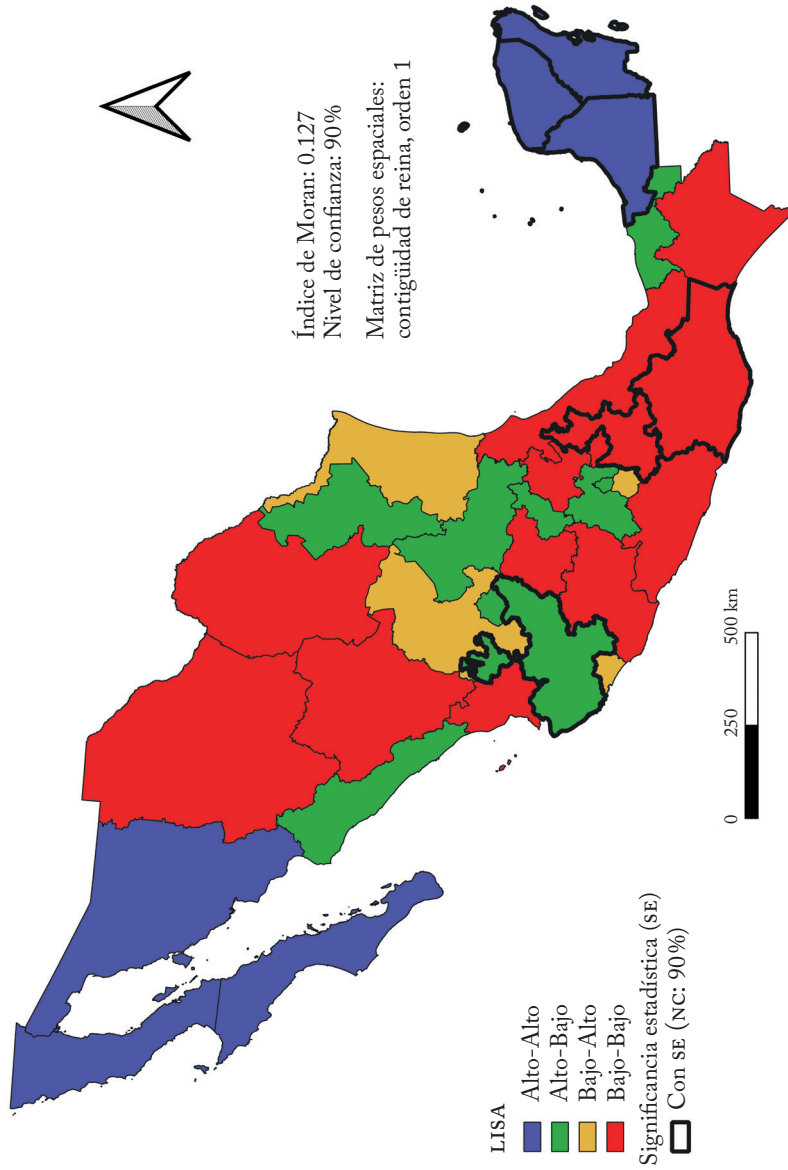 Índice de Moran: 0.127
Nivel de confianza: 90%
Matriz de pesos espaciales:
contigüidad de reina, orden 1
LISA
Alto-Alto
Alto-Bajo
Bajo-Alto
Bajo-Bajo
Significancia estadística (SE)
Con SE (NC: 90%)
0 250 500 km